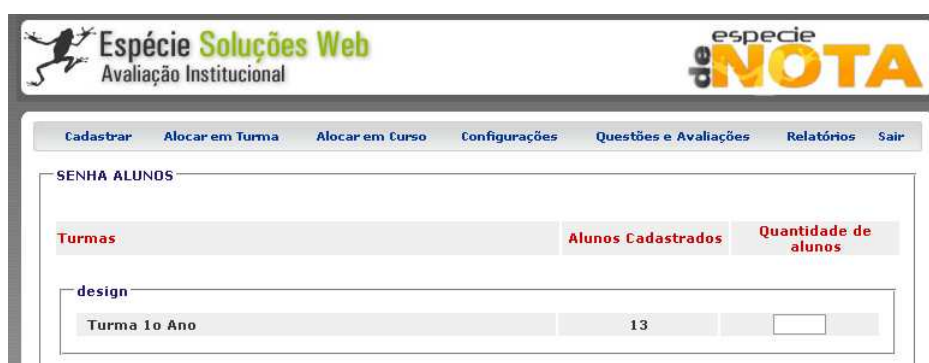 Espécie Soluções Web
Avaliação Institucional
especie
de NOTA
Cadastrar Alocar em Turma Alocar em Curso Configurações Questões e Avaliações Relatórios Sair
SENHA ALUNOS
Turmas Alunos Cadastrados Quantidade de
alunos
design
Turma 1o Ano 13